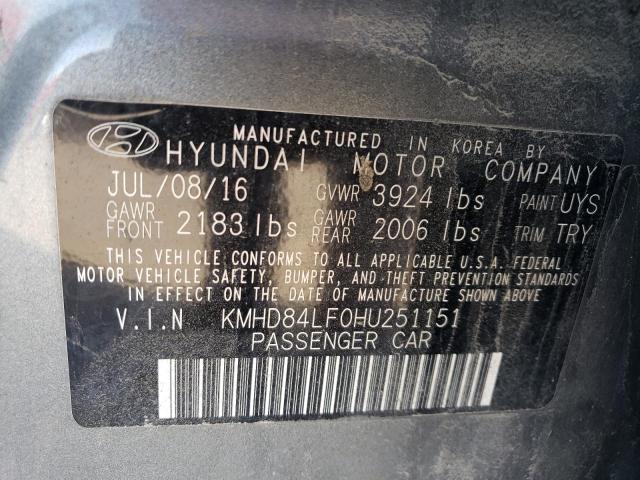 MANUFACTURED IN KOREA BY
HYUNDAI MOTOR COMPANY
JUL/08/16 GVWR 3924 lbs PAINT UYS
GAWR FRONT 2183 lbs GAWR REAR 2006 lbs TRIM TRY
THIS VEHICLE CONFORMS TO ALL APPLICABLE U.S.A. FEDERAL
MOTOR VEHICLE SAFETY, BUMPER, AND THEFT PREVENTION STANDARDS
IN EFFECT ON THE DATE OF MANUFACTURE SHOWN ABOVE
V.I.N KMHD84LF0HU251151
PASSENGER CAR